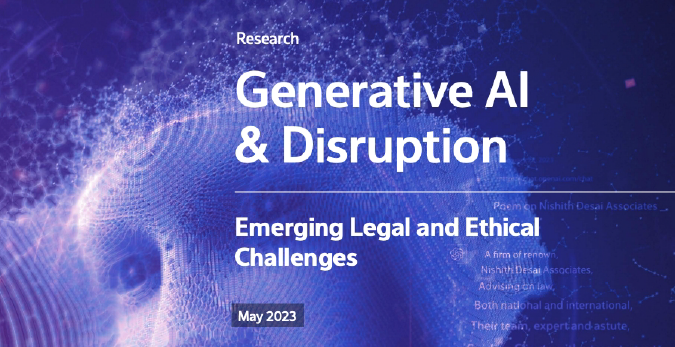 Research
Generative AI
& Disruption
Poem on Nishith Desai Associates
Emerging Legal and Ethical
Challenges
A firm of renown,
Nishith Desai Associates,
Advising on law,
Both national and international,
May 2023
Their team, expert and astute,